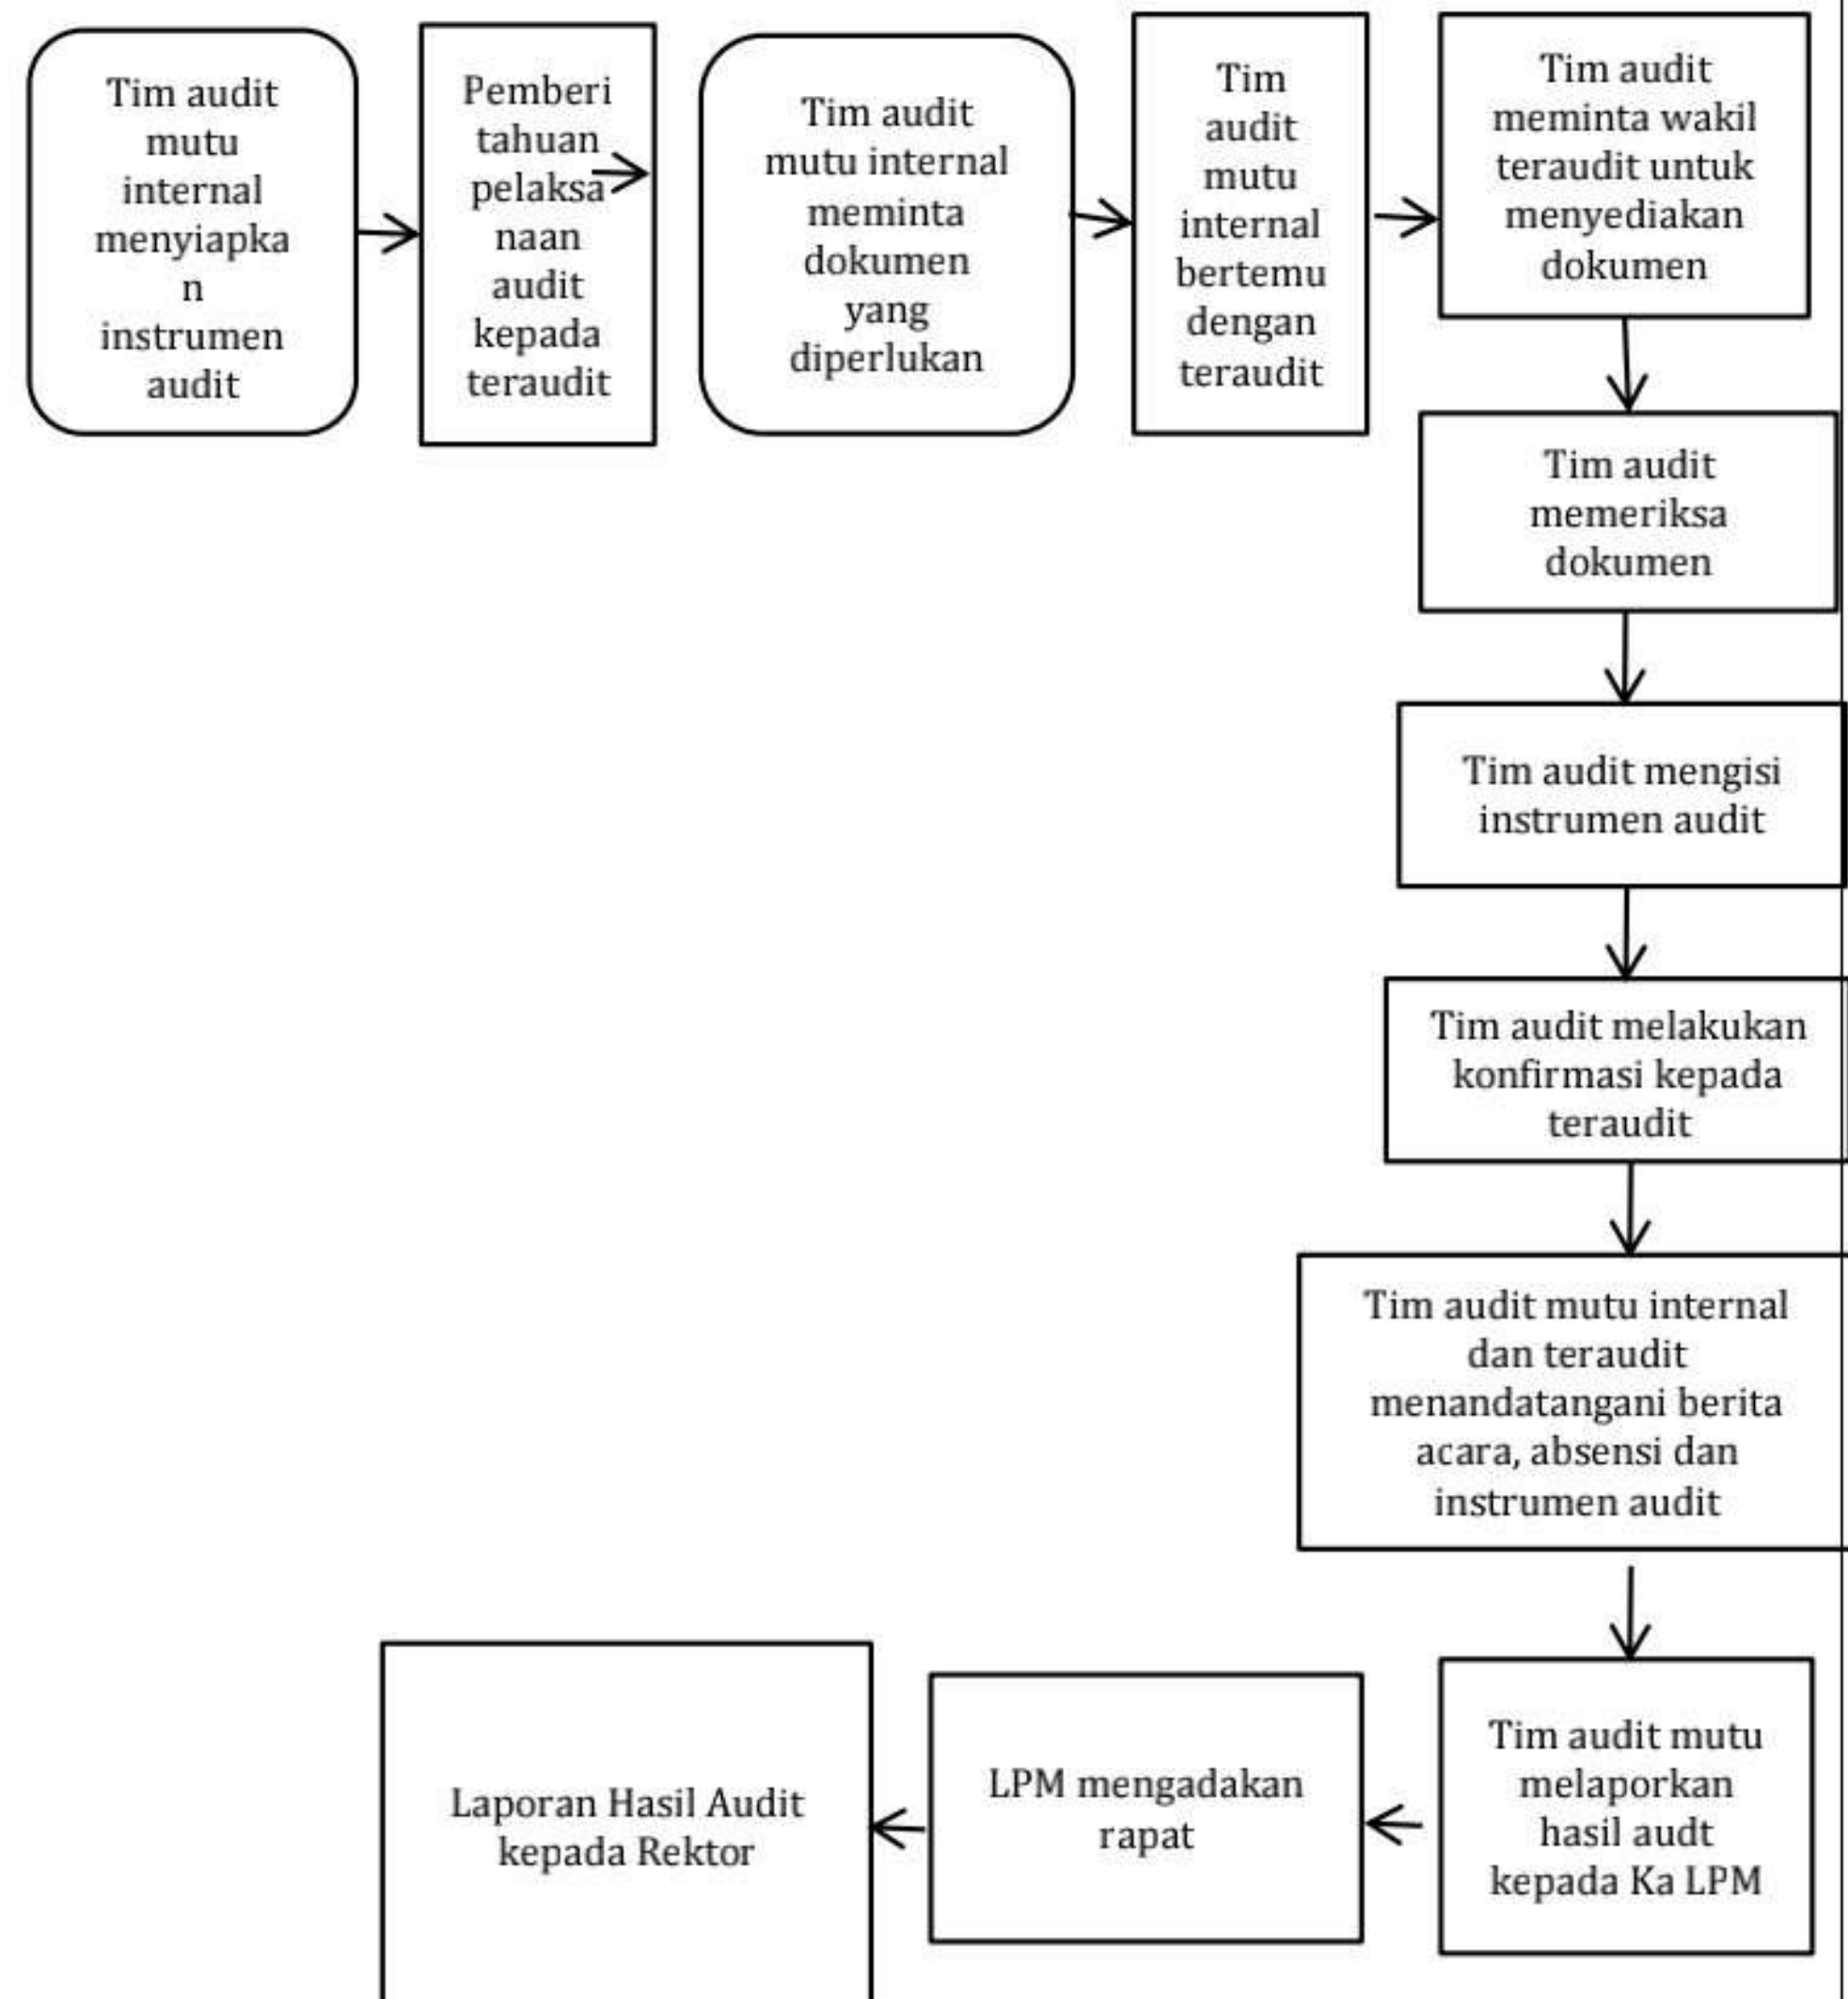 Tim audit
mutu
internal
menyiapka
n
instrumen
audit
Pemberi
tahuan
pelaksa
naan
audit
kepada
teraudit
Tim audit
mutu internal
meminta
dokumen
yang
diperlukan
Tim
audit
mutu
internal
bertemu
dengan
teraudit
Tim audit
meminta wakil
teraudit untuk
menyediakan
dokumen
Tim audit
memeriksa
dokumen
Tim audit mengisi
instrumen audit
Tim audit melakukan
konfirmasi kepada
teraudit
Tim audit mutu internal
dan teraudit
menandatangani berita
acara, absensi dan
instrumen audit
Tim audit mutu
melaporkan
hasil audt
kepada Ka LPM
LPM mengadakan
rapat
Laporan Hasil Audit
kepada Rektor